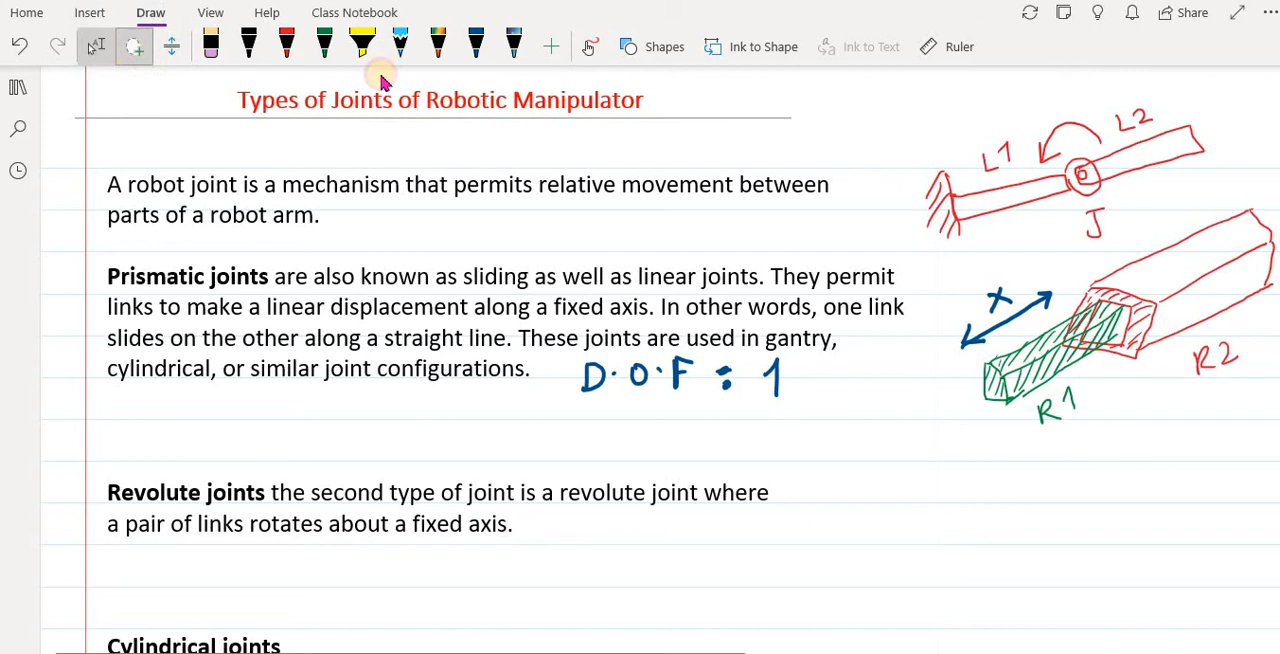 Home Insert Draw View Help Class Notebook Share
Shapes Ink to Shape Ink to Text Ruler
Types of Joints of Robotic Manipulator
A robot joint is a mechanism that permits relative movement between
parts of a robot arm.
Prismatic joints are also known as sliding as well as linear joints. They permit
links to make a linear displacement along a fixed axis. In other words, one link
slides on the other along a straight line. These joints are used in gantry,
cylindrical, or similar joint configurations.
D.O.F : 1
Revolute joints the second type of joint is a revolute joint where
a pair of links rotates about a fixed axis.
Cylindrical joints
L1
L2
J
X
R1
R2